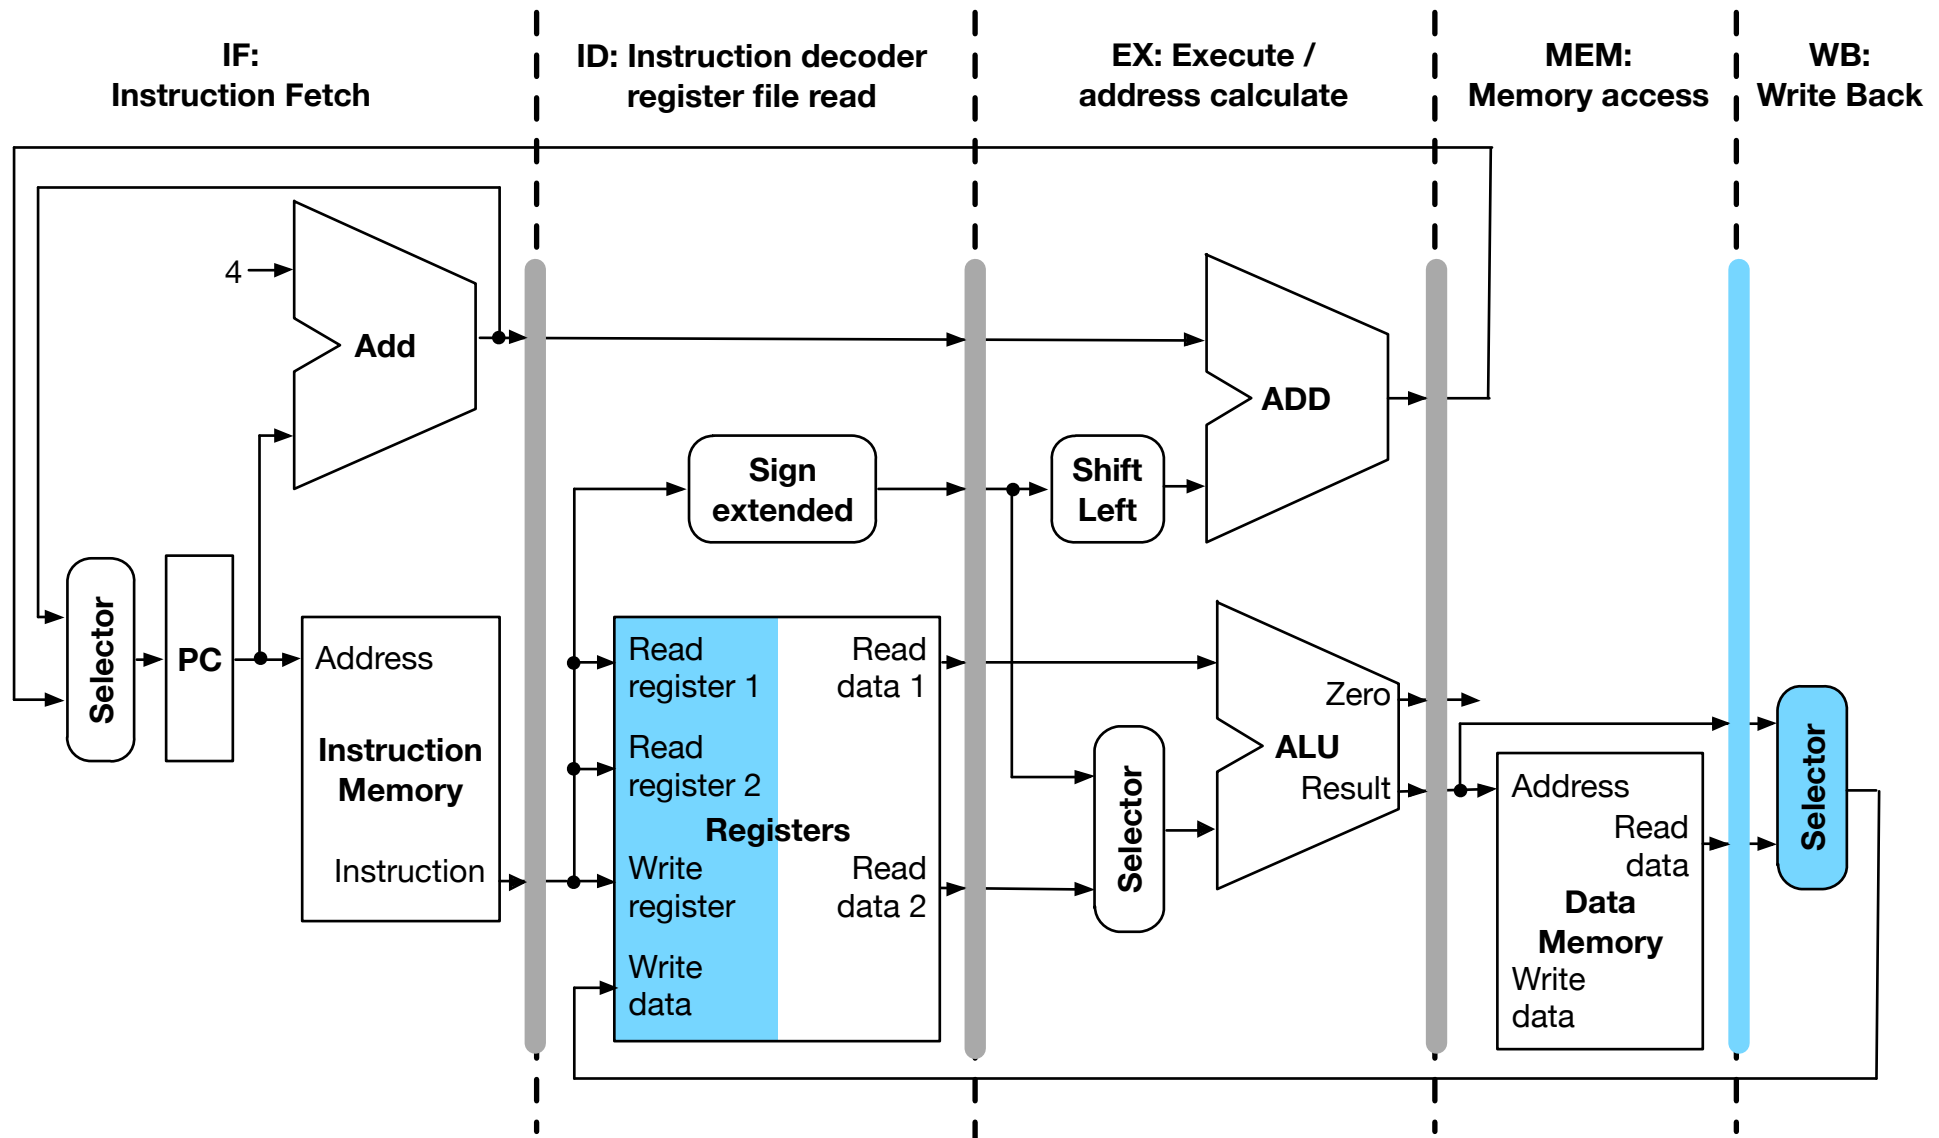 IF:
Instruction Fetch
ID: Instruction decoder
register file read
EX: Execute /
address calculate
MEM:
Memory access
WB:
Write Back
4
Add
ADD
Sign
extended
Shift
Left
Selector
PC
Address
Instruction
Memory
Instruction
Read
register 1
Read
data 1
Read
register 2
Registers
Write
register
Read
data 2
Write
data
Selector
Zero
ALU
Result
Address
Read
data
Data
Memory
Write
data
Selector